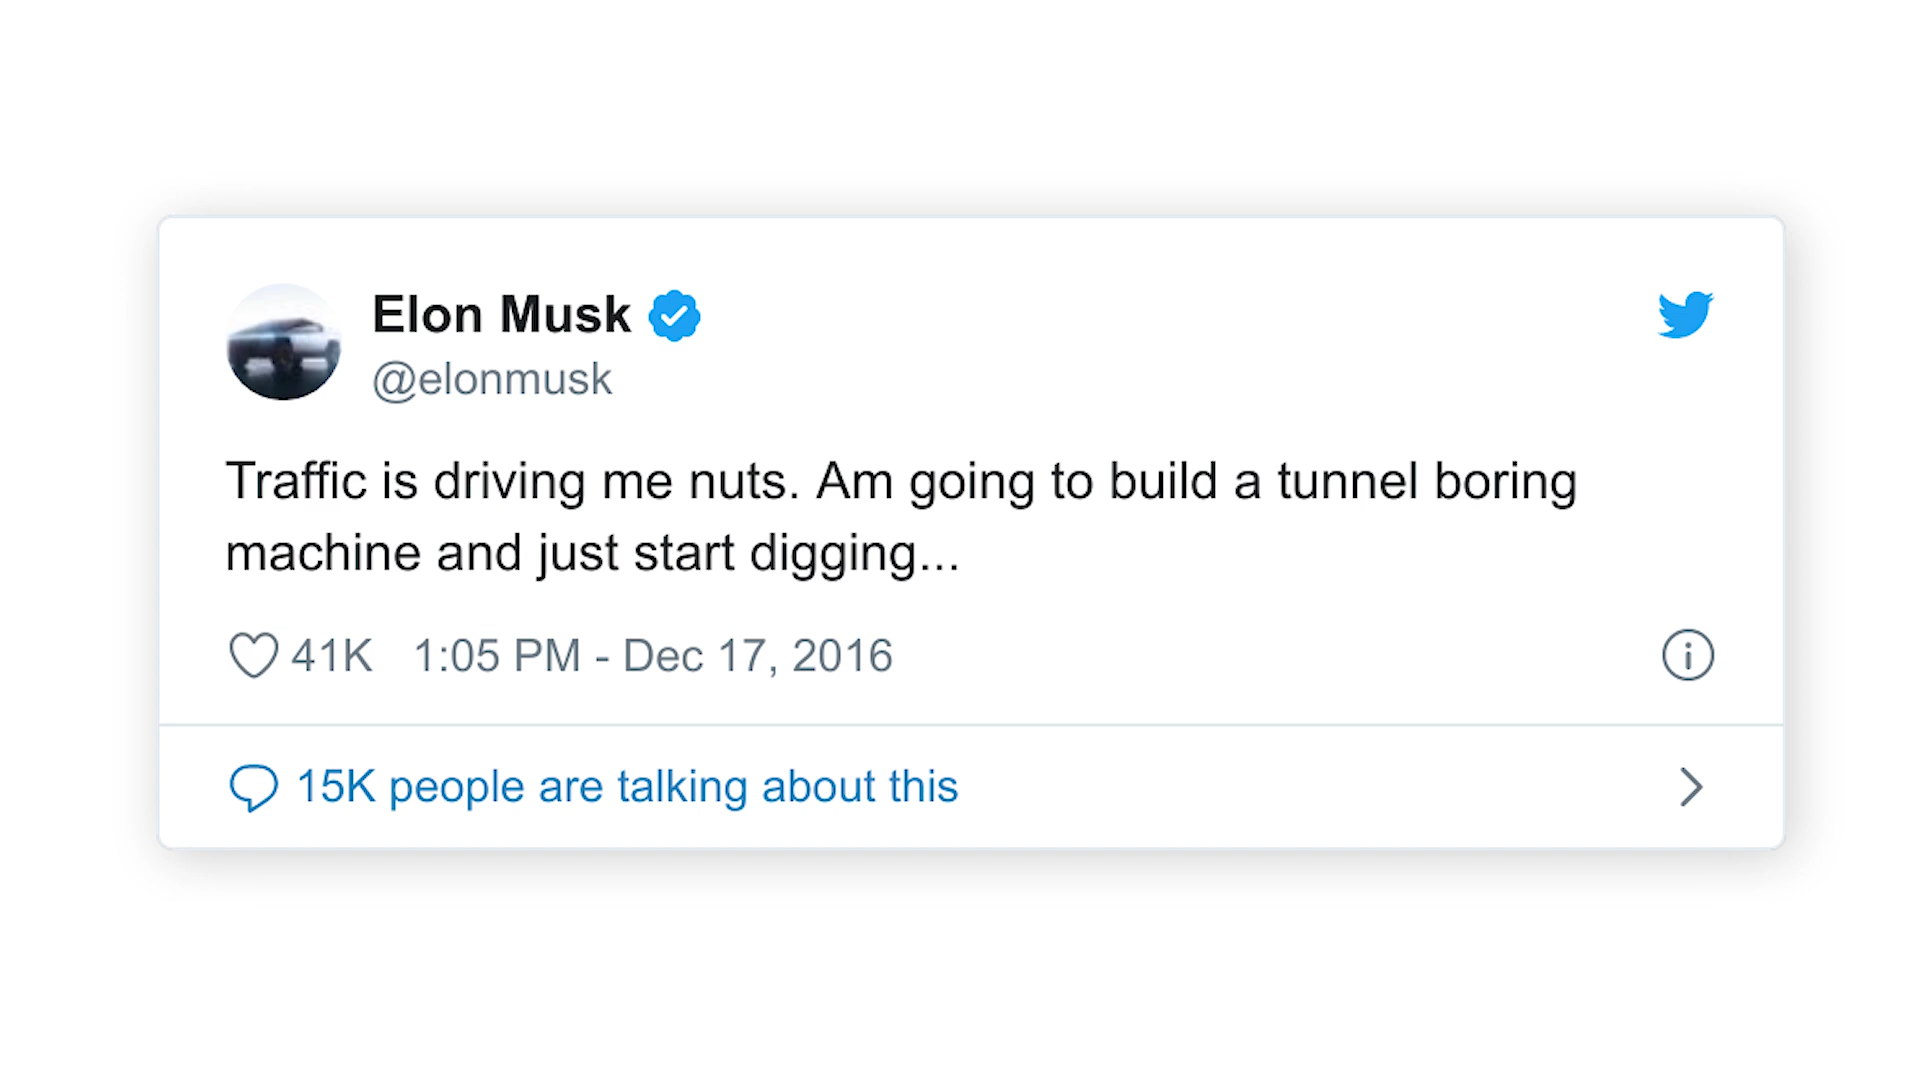 Elon Musk
@elonmusk
Traffic is driving me nuts. Am going to build a tunnel boring
machine and just start digging...
41K 1:05 PM - Dec 17, 2016
15K people are talking about this